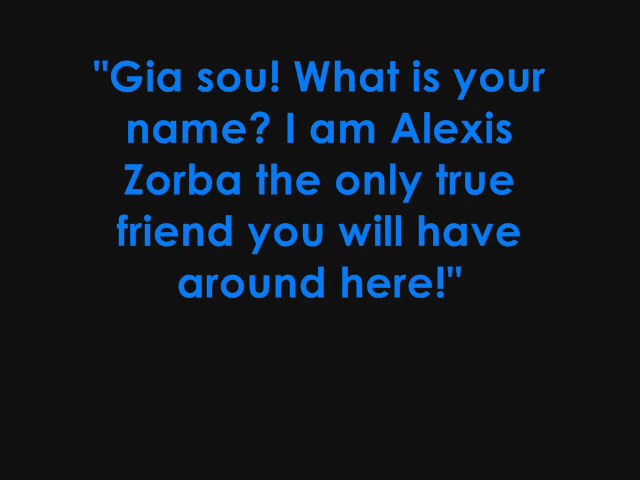 "Gia sou! What is your
name? I am Alexis
Zorba the only true
friend you will have
around here!"